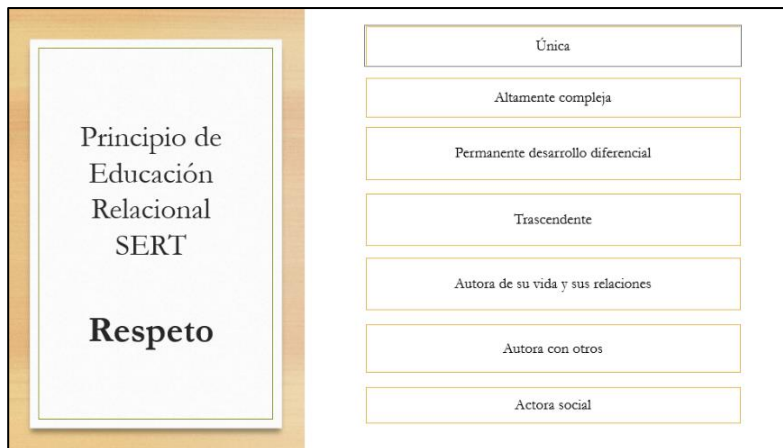 Principio de
Educación
Relacional
SERT
Respeto
Única
Altamente compleja
Permanente desarrollo diferencial
Trascendente
Autora de su vida y sus relaciones
Autora con otros
Actora social